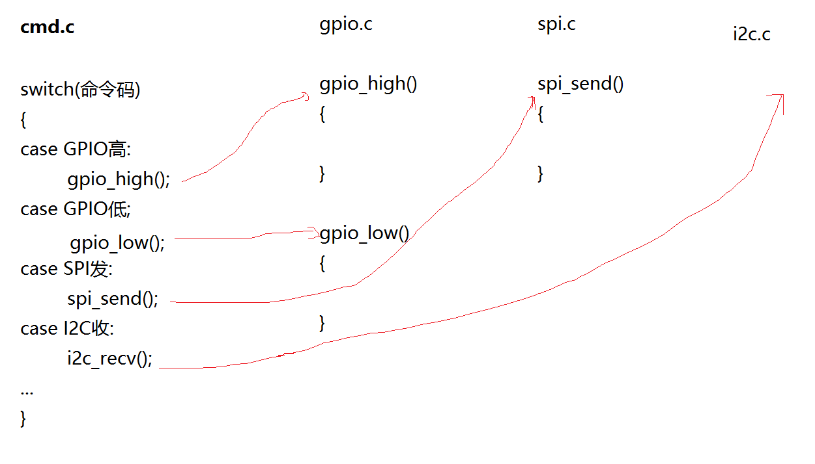 cmd.c
switch(命令码)
{
case GPIO高:
gpio_high();
case GPIO低;
gpio_low();
case SPI发:
spi_send();
case I2C收:
i2c_recv();
...
}
gpio.c
gpio_high()
{
}
gpio_low()
{
}
spi.c
spi_send()
{
}
i2c.c